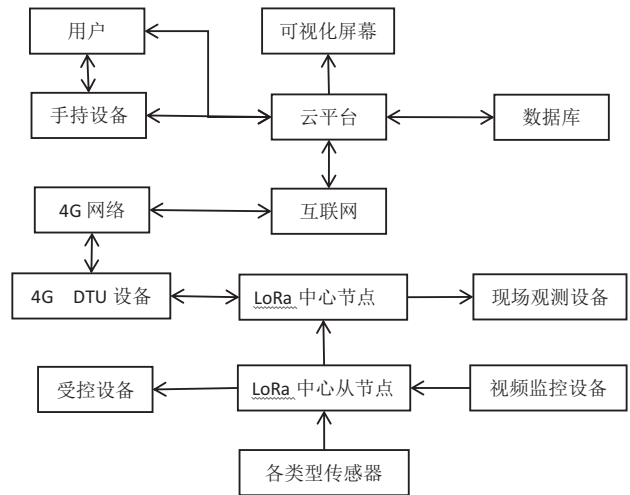 用户
可视化屏幕
手持设备
云平台
数据库
4G 网络
互联网
4G DTU 设备
LoRa 中心节点
现场观测设备
受控设备
LoRa 中心从节点
视频监控设备
各类型传感器